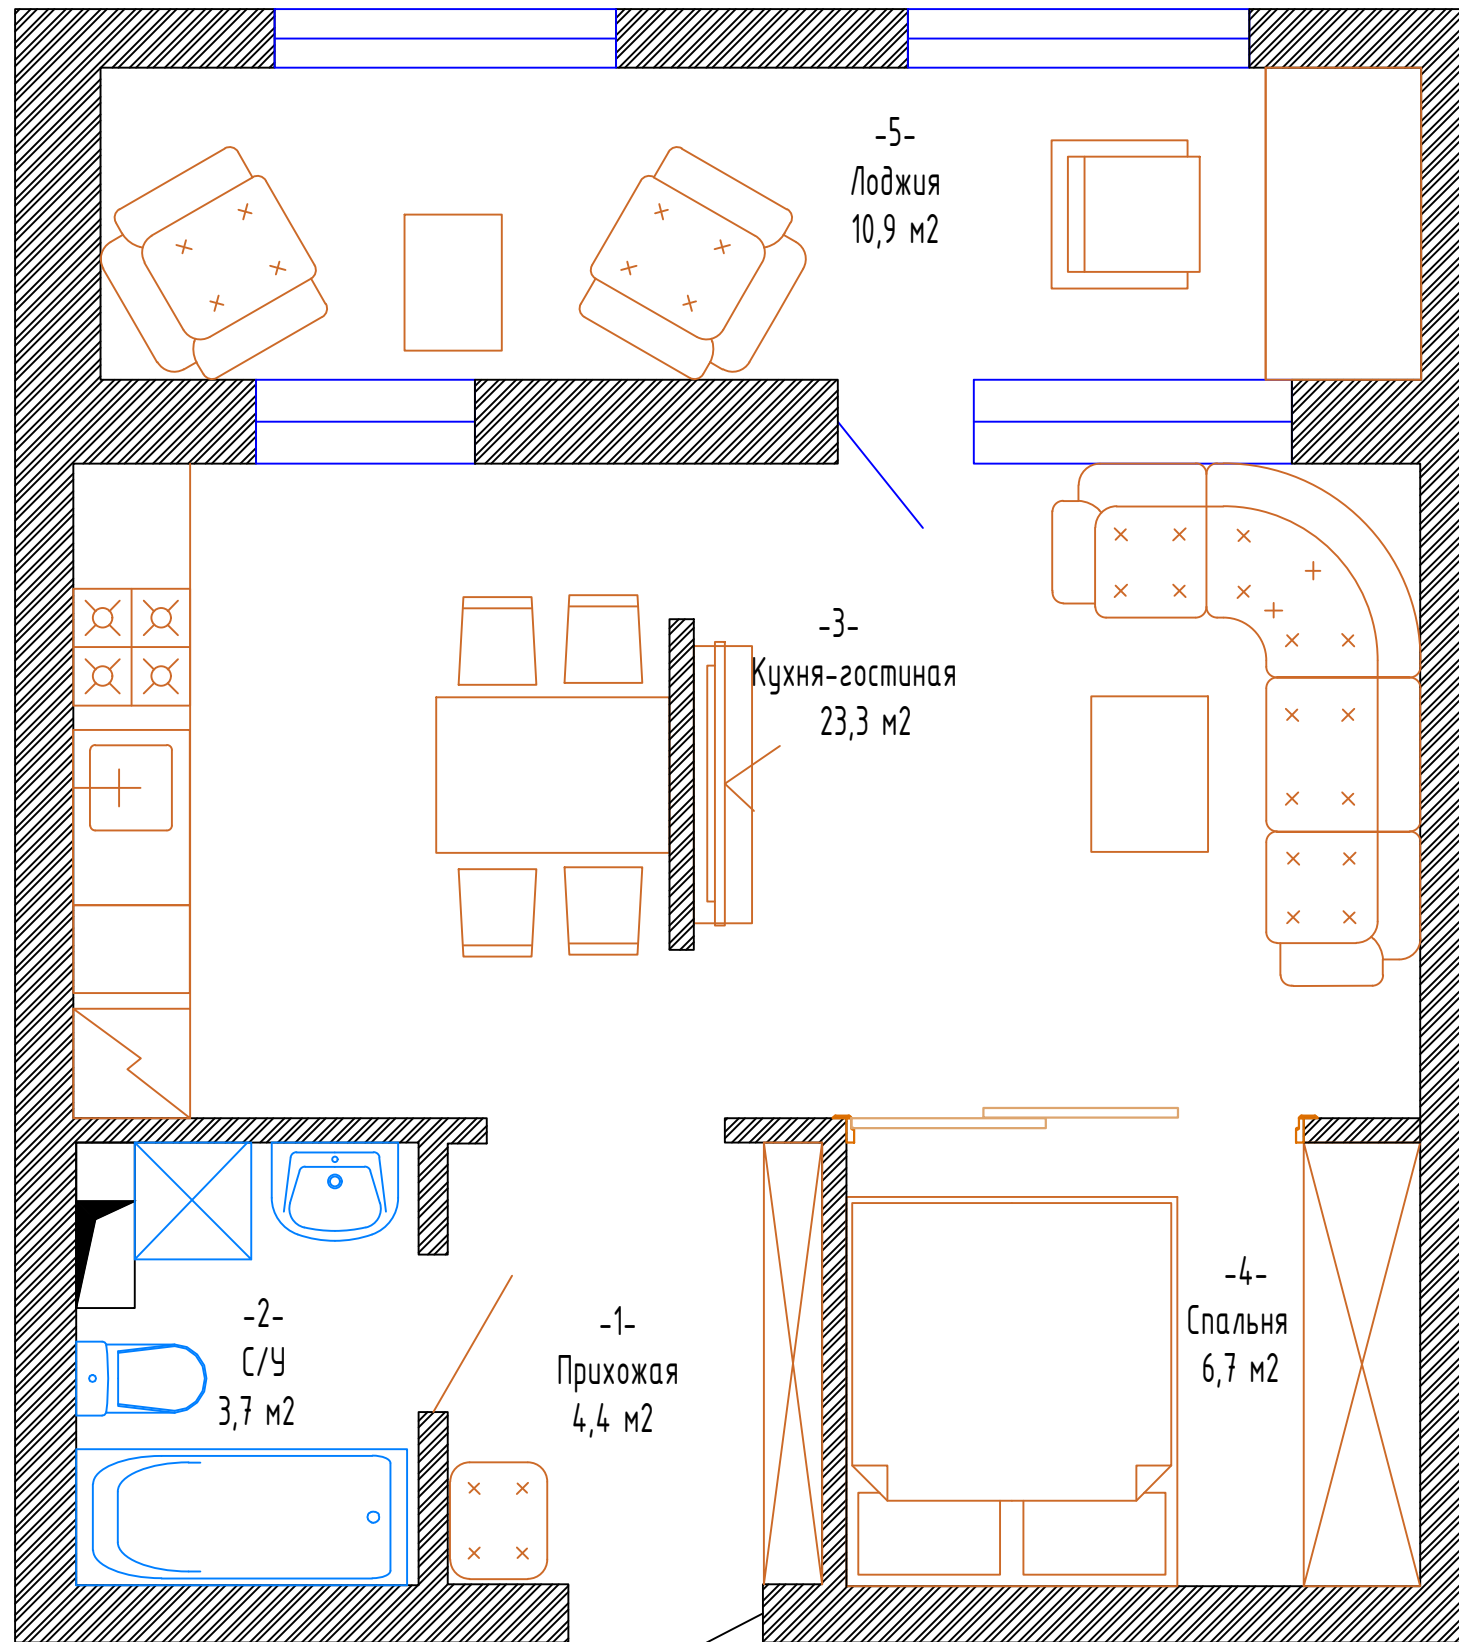 -5-
Лоджия
10,9 м2
-3-
Кухня-гостиная
23,3 м2
-2-
С/У
3,7 м2
-1-
Прихожая
4,4 м2
-4-
Спальня
6,7 м2